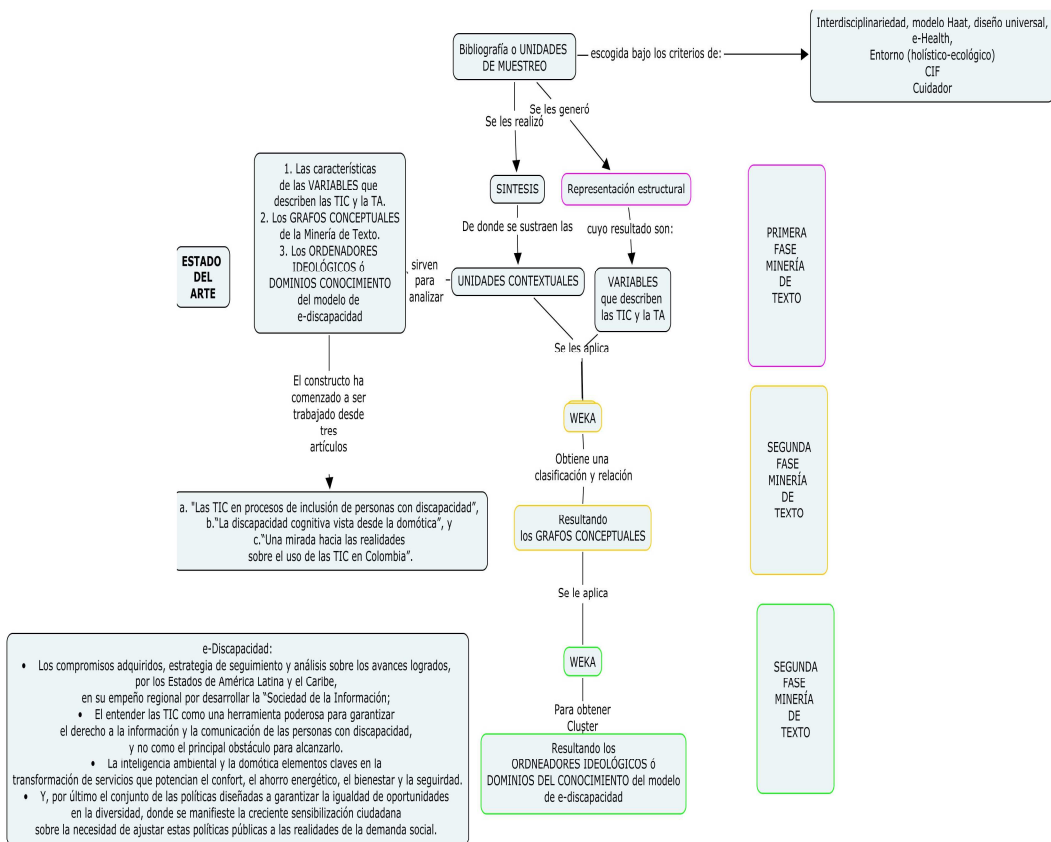 Interdisciplinariedad, modelo Haat, diseño universal,
e-Health,
Entorno (holístico-ecológico)
CIF
Cuidador
Bibliografía o UNIDADES
DE MUESTREO
escogida bajo los criterios de:
Se les realizó
Se les generó
1. Las características
de las VARIABLES que
describen las TIC y la TA.
2. Los GRAFOS CONCEPTUALES
de la Minería de Texto.
3. Los ORDENADORES
IDEOLÓGICOS ó
DOMINIOS CONOCIMIENTO
del modelo de
e-discapacidad
SINTESIS
Representación estructural
De donde se sustraen las
cuyo resultado son:
ESTADO
DEL
ARTE
sirven
para
analizar
UNIDADES CONTEXTUALES
VARIABLES
que describen
las TIC y la TA
PRIMERA
FASE
MINERÍA
DE
TEXTO
Se les aplica
El constructo ha
comenzado a ser
trabajado desde
tres
artículos
WEKA
Obtiene una
clasificación y relación
SEGUNDA
FASE
MINERÍA
DE
TEXTO
a. "Las TIC en procesos de inclusión de personas con discapacidad",
b."La discapacidad cognitiva vista desde la domótica", y
c."Una mirada hacia las realidades
sobre el uso de las TIC en Colombia".
Resultando
los GRAFOS CONCEPTUALES
Se le aplica
WEKA
Para obtener
Cluster
SEGUNDA
FASE
MINERÍA
DE
TEXTO
e-Discapacidad:
• Los compromisos adquiridos, estrategia de seguimiento y análisis sobre los avances logrados,
por los Estados de América Latina y el Caribe,
en su empeño regional por desarrollar la "Sociedad de la Información;
• El entender las TIC como una herramienta poderosa para garantizar
el derecho a la información y la comunicación de las personas con discapacidad,
y no como el principal obstáculo para alcanzarlo.
• La inteligencia ambiental y la domótica elementos claves en la
transformación de servicios que potencian el confort, el ahorro energético, el bienestar y la seguirdad.
• Y, por último el conjunto de las políticas diseñadas a garantizar la igualdad de oportunidades
en la diversidad, donde se manifieste la creciente sensibilización ciudadana
sobre la necesidad de ajustar estas políticas públicas a las realidades de la demanda social.
Resultando los
ORDNEADORES IDEOLÓGICOS ó
DOMINIOS DEL CONOCIMIENTO del modelo
de e-discapacidad